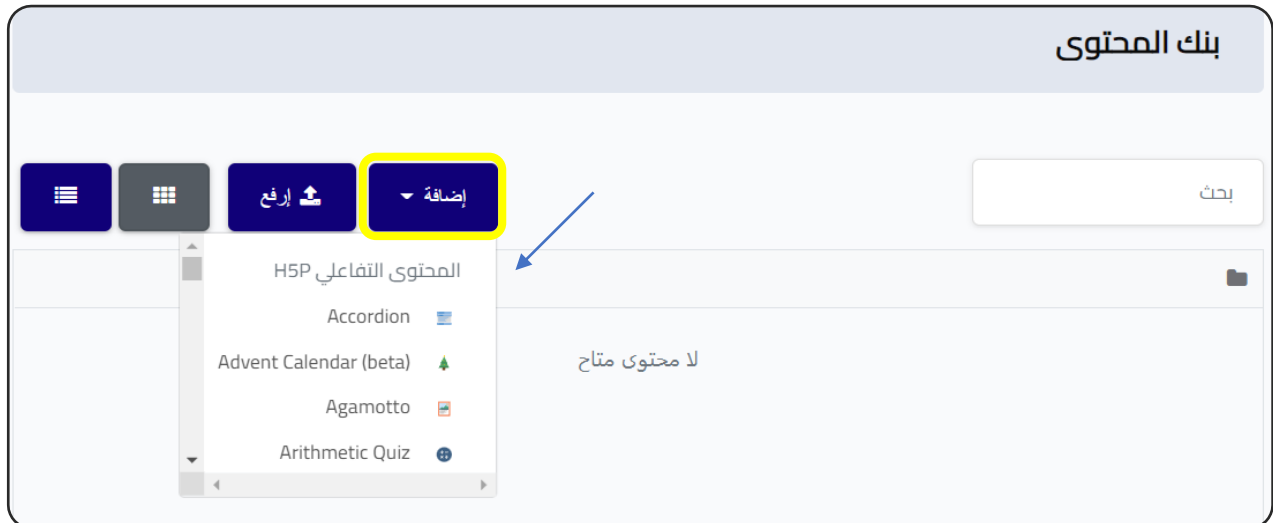 بنك المحتوى
بحث
إضافة
إرفع
المحتوى التفاعلي H5P
Accordion
Advent Calendar (beta)
Agamotto
Arithmetic Quiz
لا محتوى متاح